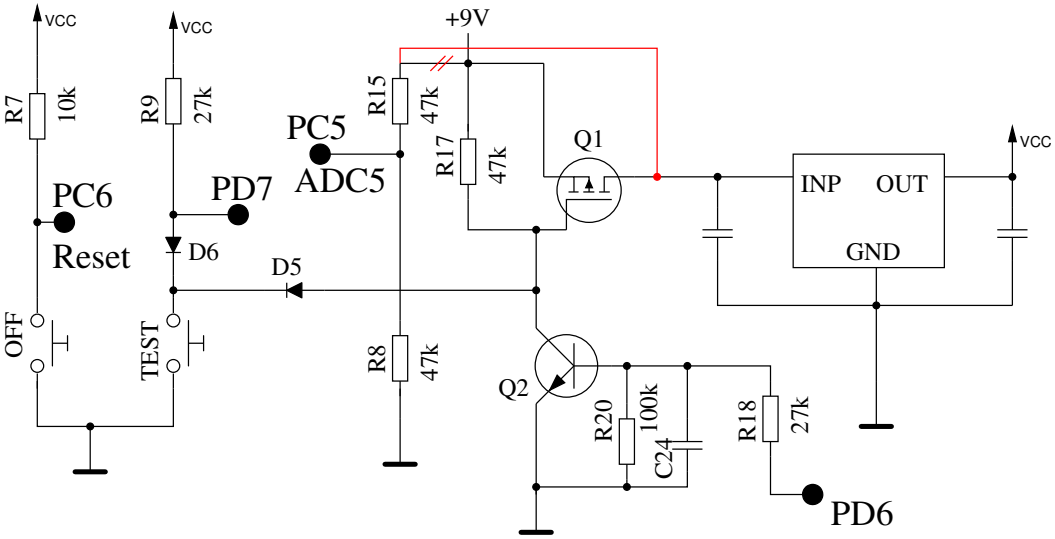 VCC
VCC
+9V
VCC
R7
10k
R9
27k
R15
47k
PC5
ADC5
R17
47k
Q1
INP
OUT
GND
PC6
Reset
PD7
D6
D5
OFF
TEST
R8
47k
Q2
R20
100k
C24
R18
27k
PD6